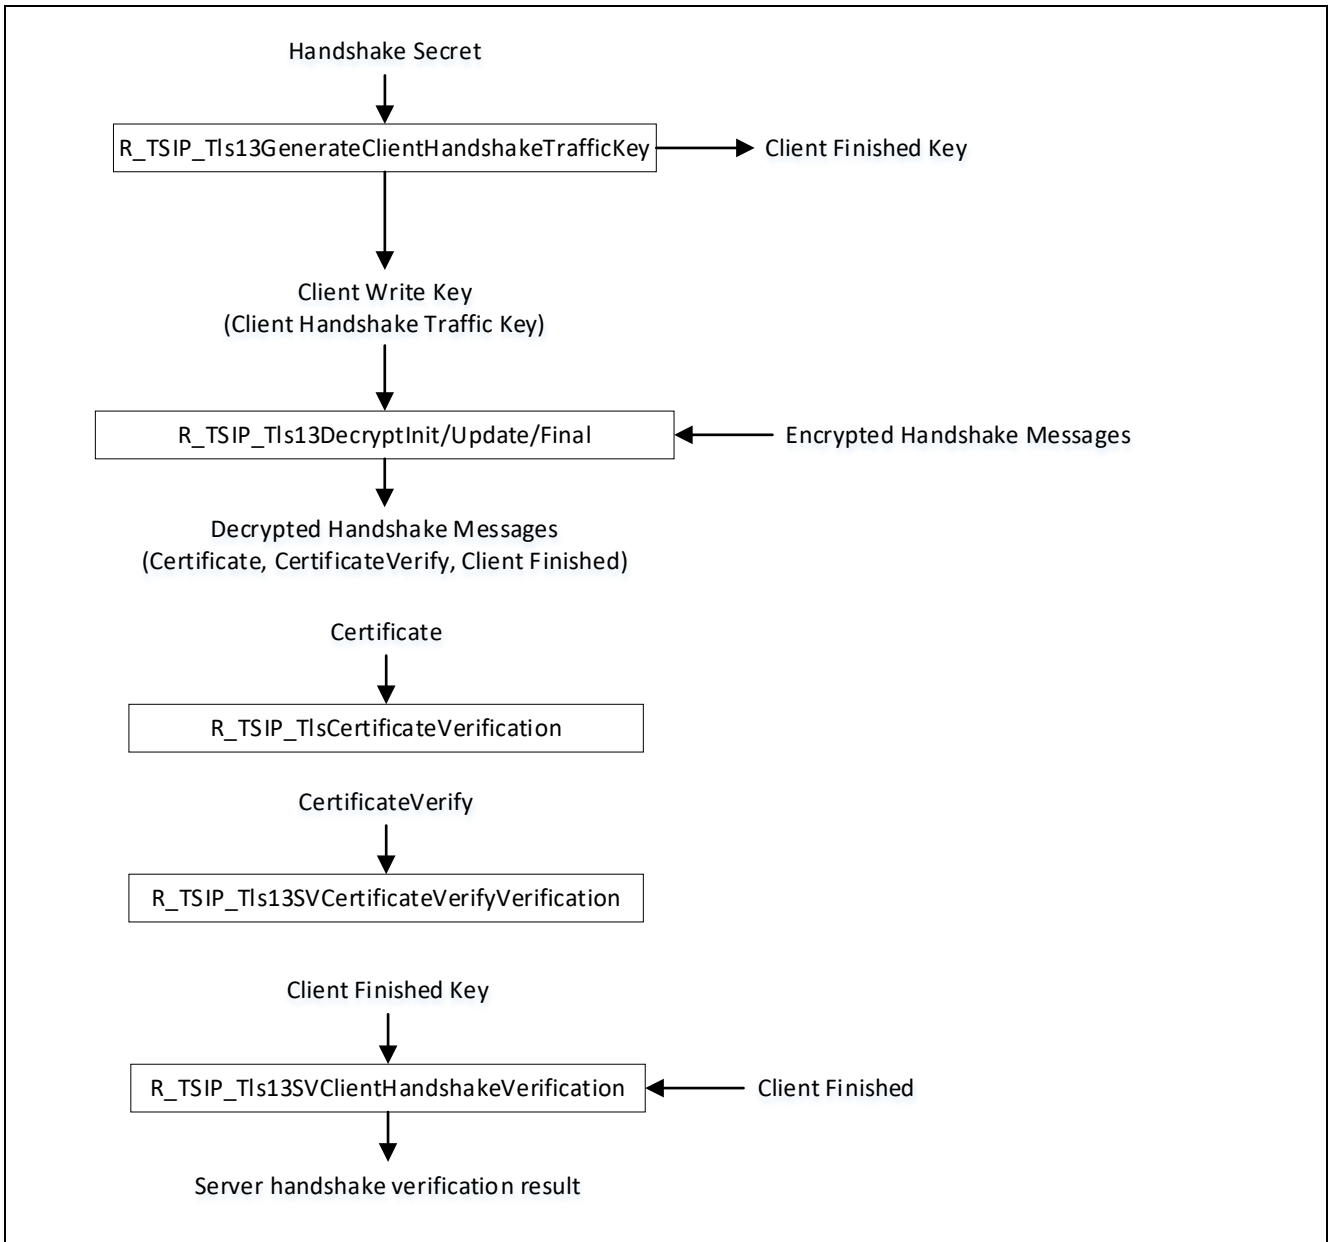 Handshake Secret
R_TSIP_Tls13GenerateClientHandshakeTrafficKey
Client Finished Key
Client Write Key
(Client Handshake Traffic Key)
R_TSIP_Tls13DecryptInit/Update/Final
Encrypted Handshake Messages
Decrypted Handshake Messages
(Certificate, CertificateVerify, Client Finished)
Certificate
R_TSIP_TlsCertificateVerification
CertificateVerify
R_TSIP_Tls13SVCertificateVerifyVerification
Client Finished Key
R_TSIP_Tls13SVClientHandshakeVerification
Client Finished
Server handshake verification result